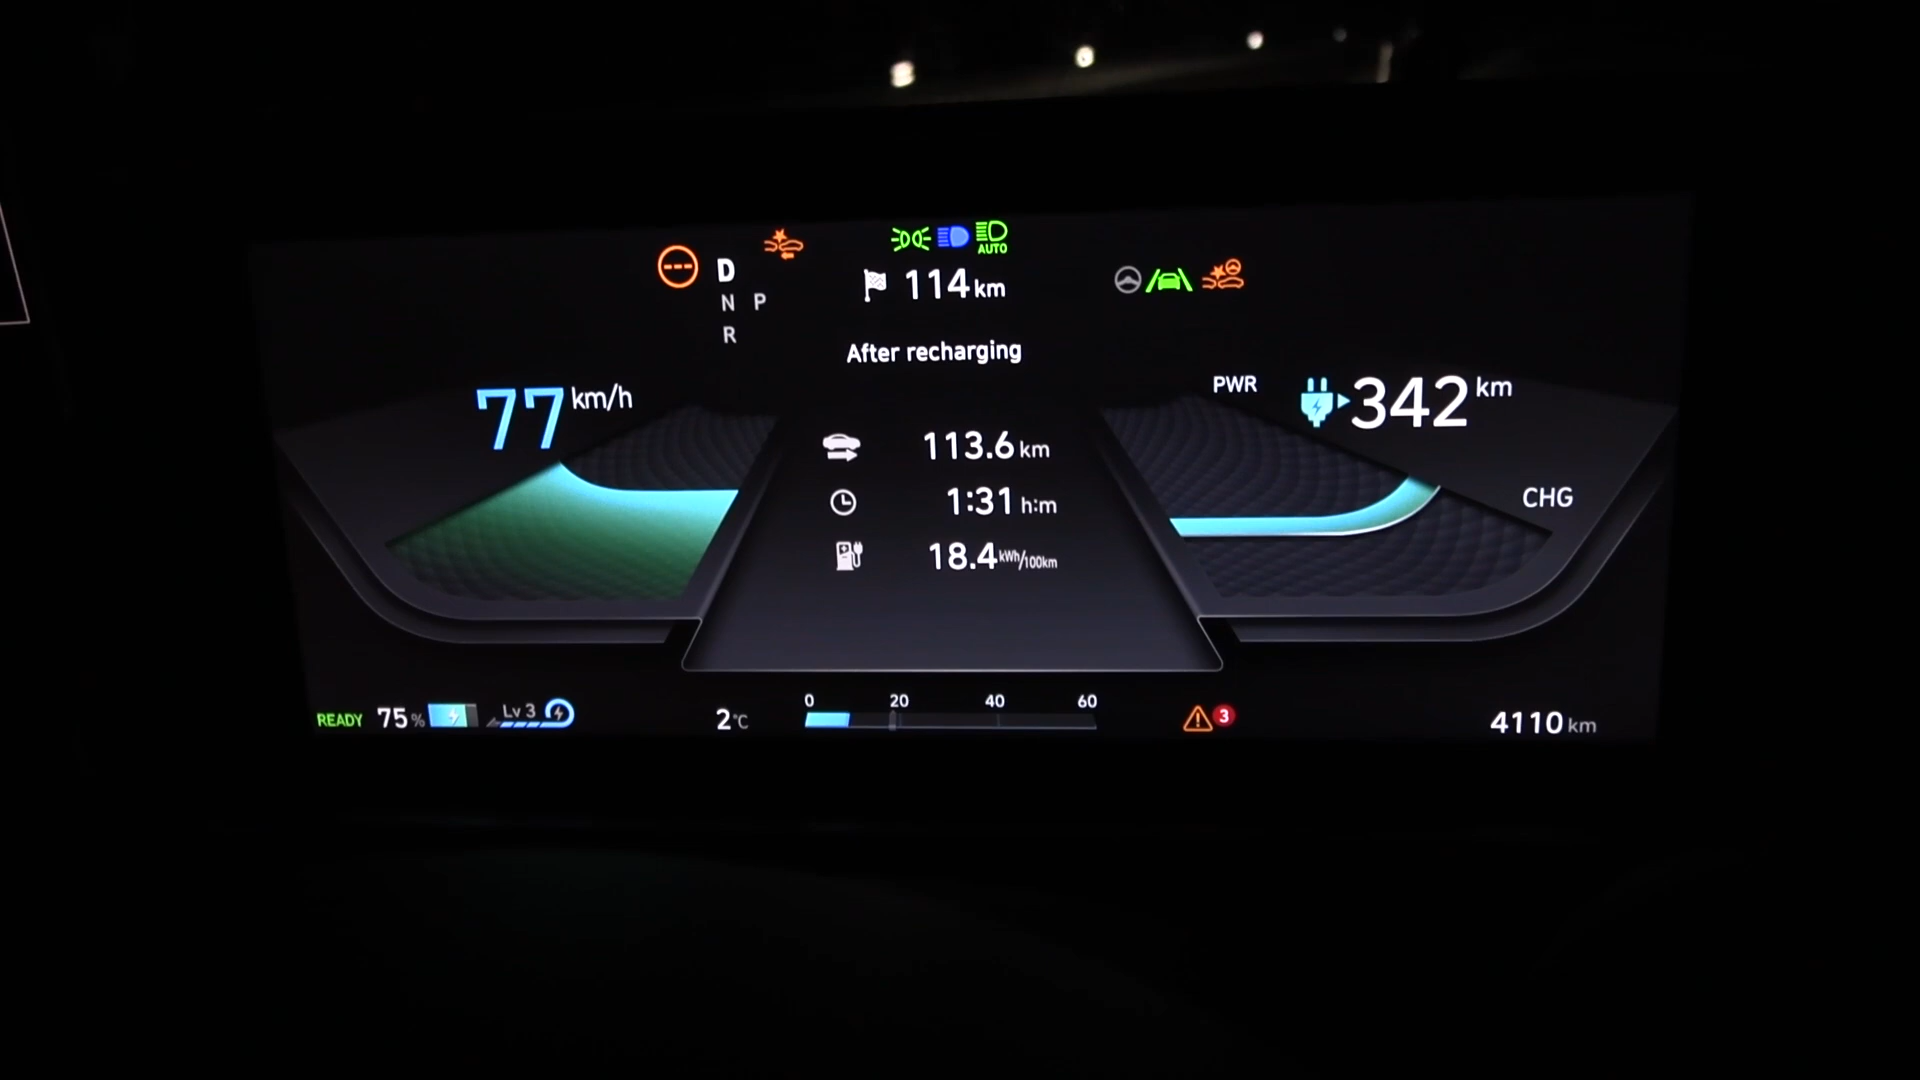 AUTO
D
N P
R
114 km
After recharging
77 km/h
PWR
342 km
CHG
113.6 km
1:31 h:m
18.4 kWh/100km
READY 75% Lv 3
2°C
0 20 40 60
3
4110 km